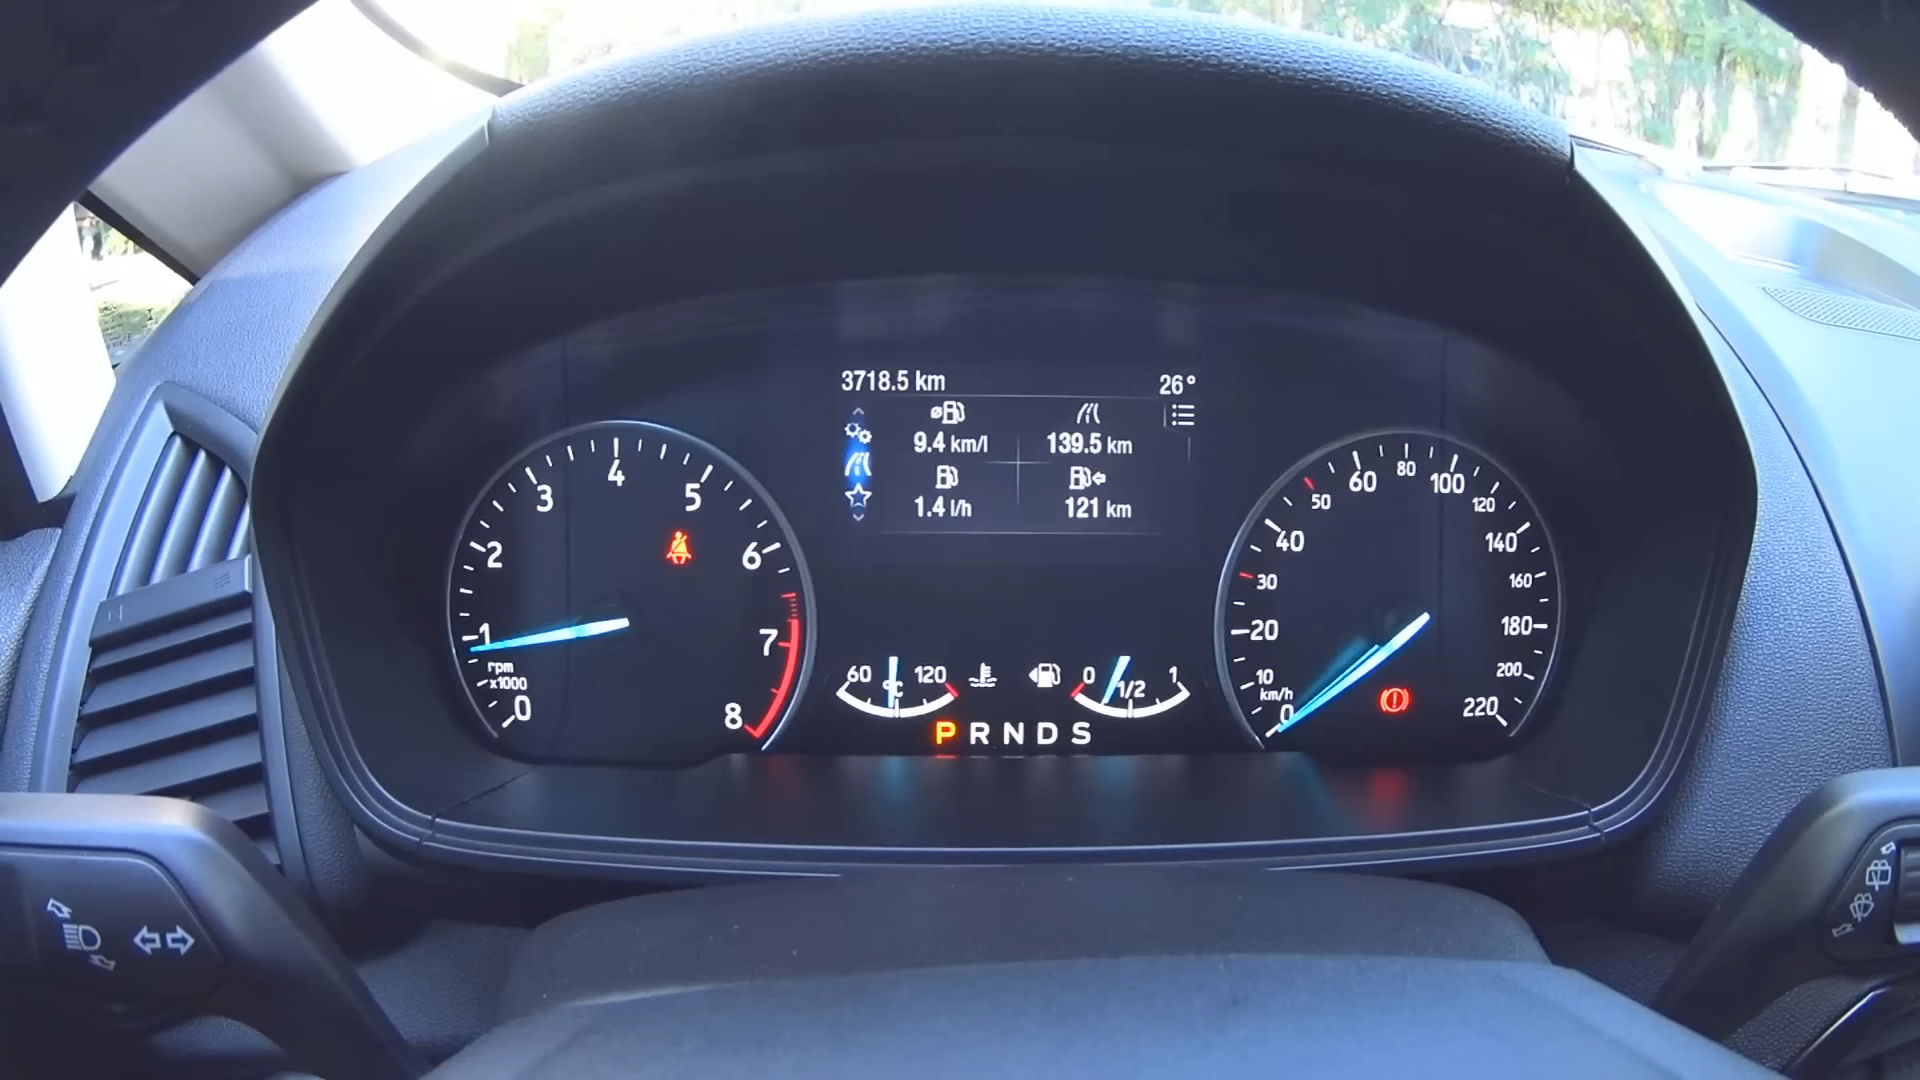 3718.5 km 26°
9.4 km/l 139.5 km
1.4 l/h 121 km
0 1 2 3 4 5 6 7 8
rpm
x1000
60 °C 120
0 1/2 1
P R N D S
0 10 20 30 40 50 60 80 100 120 140 160 180 200 220
km/h